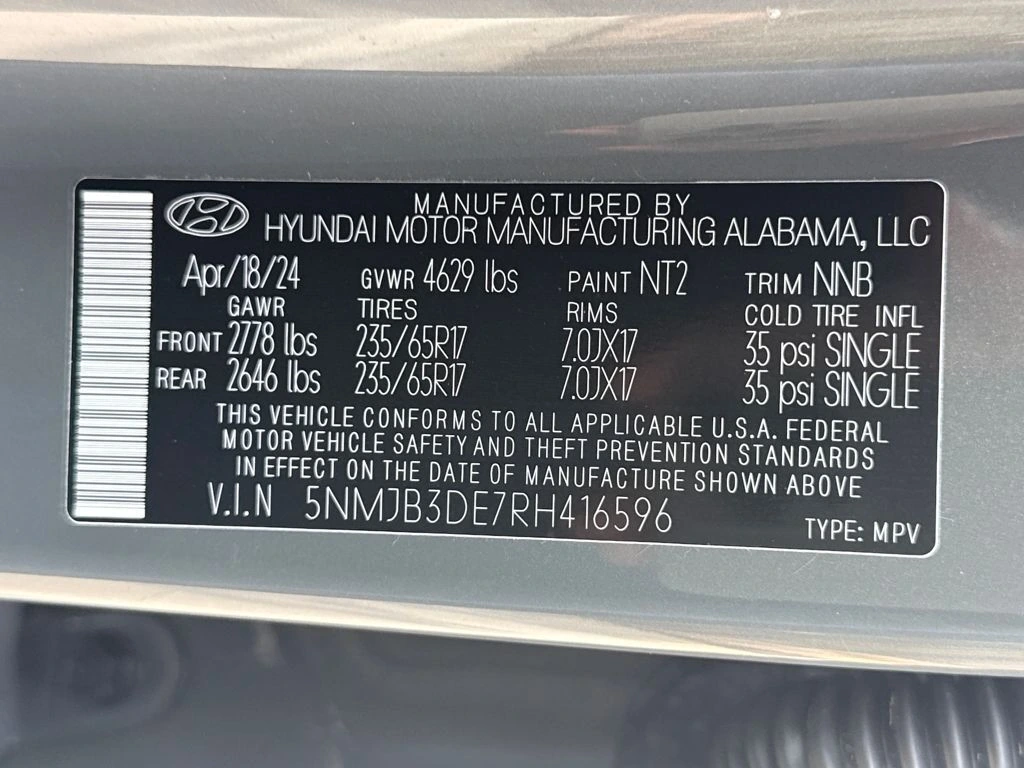 MANUFACTURED BY
HYUNDAI MOTOR MANUFACTURING ALABAMA, LLC
Apr/18/24 GVWR 4629 lbs PAINT NT2 TRIM NNB
GAWR TIRES RIMS COLD TIRE INFL
FRONT 2778 lbs 235/65R17 7.0JX17 35 psi SINGLE
REAR 2646 lbs 235/65R17 7.0JX17 35 psi SINGLE
THIS VEHICLE CONFORMS TO ALL APPLICABLE U.S.A. FEDERAL
MOTOR VEHICLE SAFETY AND THEFT PREVENTION STANDARDS
IN EFFECT ON THE DATE OF MANUFACTURE SHOWN ABOVE
V.I.N 5NMJB3DE7RH416596 TYPE: MPV